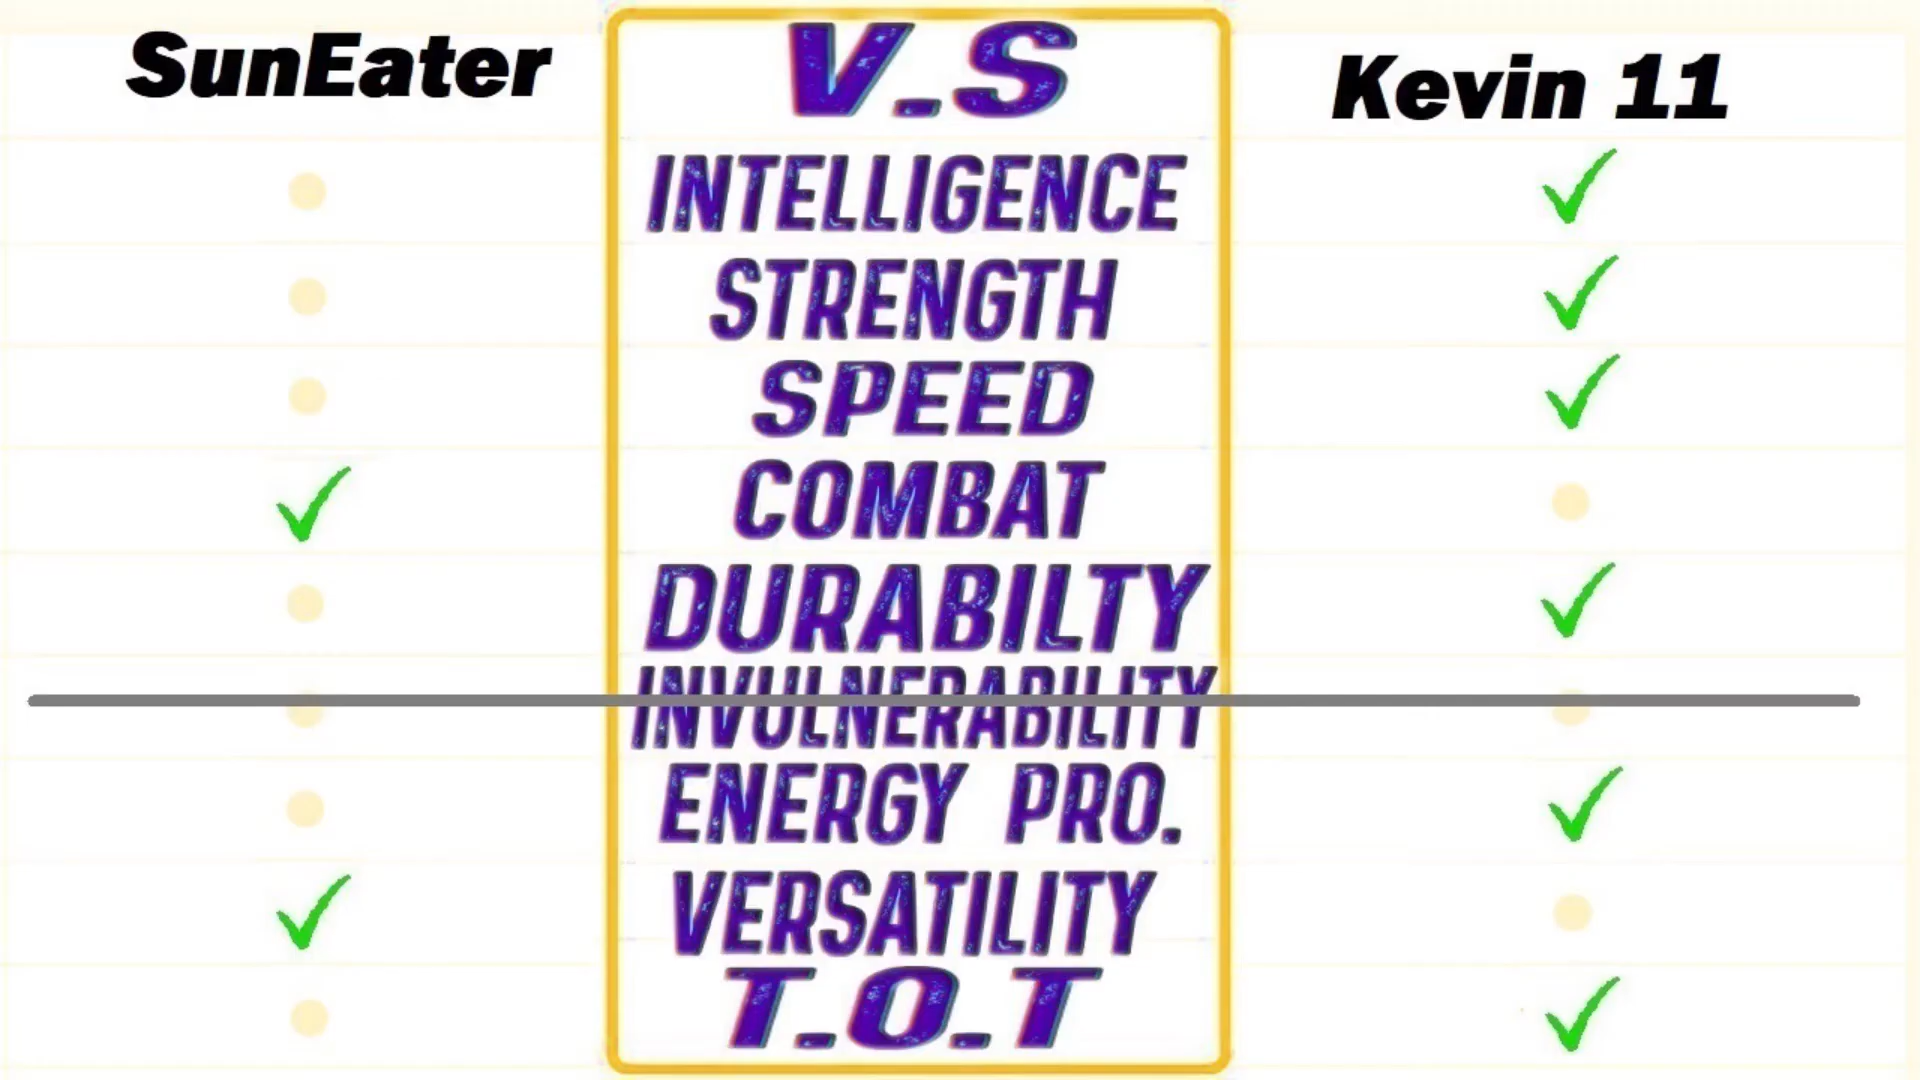 SunEater
V.S
Kevin 11
INTELLIGENCE
STRENGTH
SPEED
COMBAT
DURABILTY
INVULNERABILITY
ENERGY PRO.
VERSATILITY
T.O.T